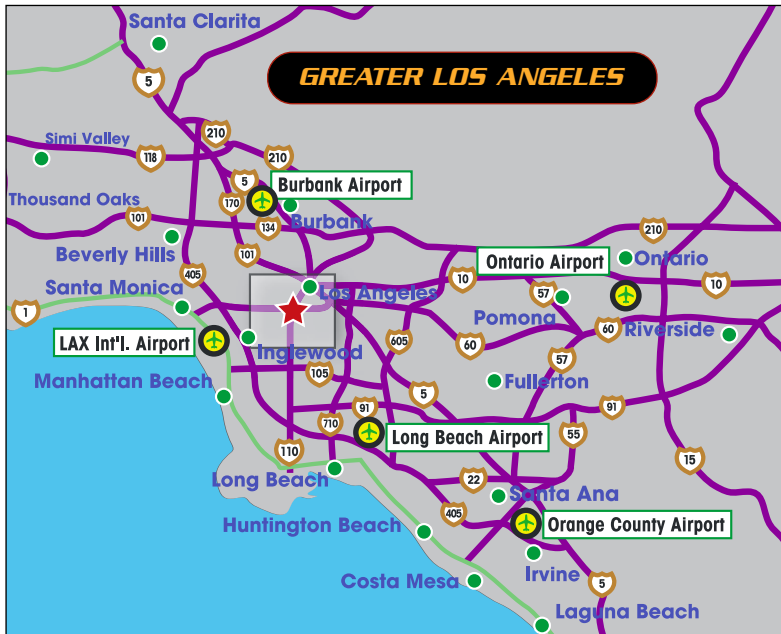 Santa Clarita
GREATER LOS ANGELES
5
210
Simi Valley
118
210
5
Burbank Airport
Thousand Oaks
170
101
134
Burbank
210
Beverly Hills
101
Ontario Airport
Ontario
405
10
10
Santa Monica
Los Angeles
57
1
Pomona
60
Riverside
LAX Int'l. Airport
Inglewood
605
60
57
105
Fullerton
Manhattan Beach
5
91
91
710
Long Beach Airport
55
110
15
Long Beach
22
Santa Ana
405
Huntington Beach
Orange County Airport
Irvine
Costa Mesa
5
Laguna Beach